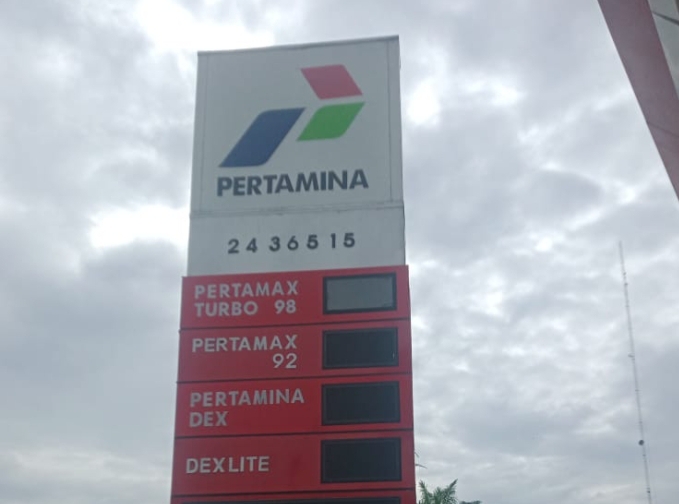 PERTAMINA
24 36515
PERTAMAX
TURBO 98
PERTAMAX
92
PERTAMINA
DEX
DEXLITE